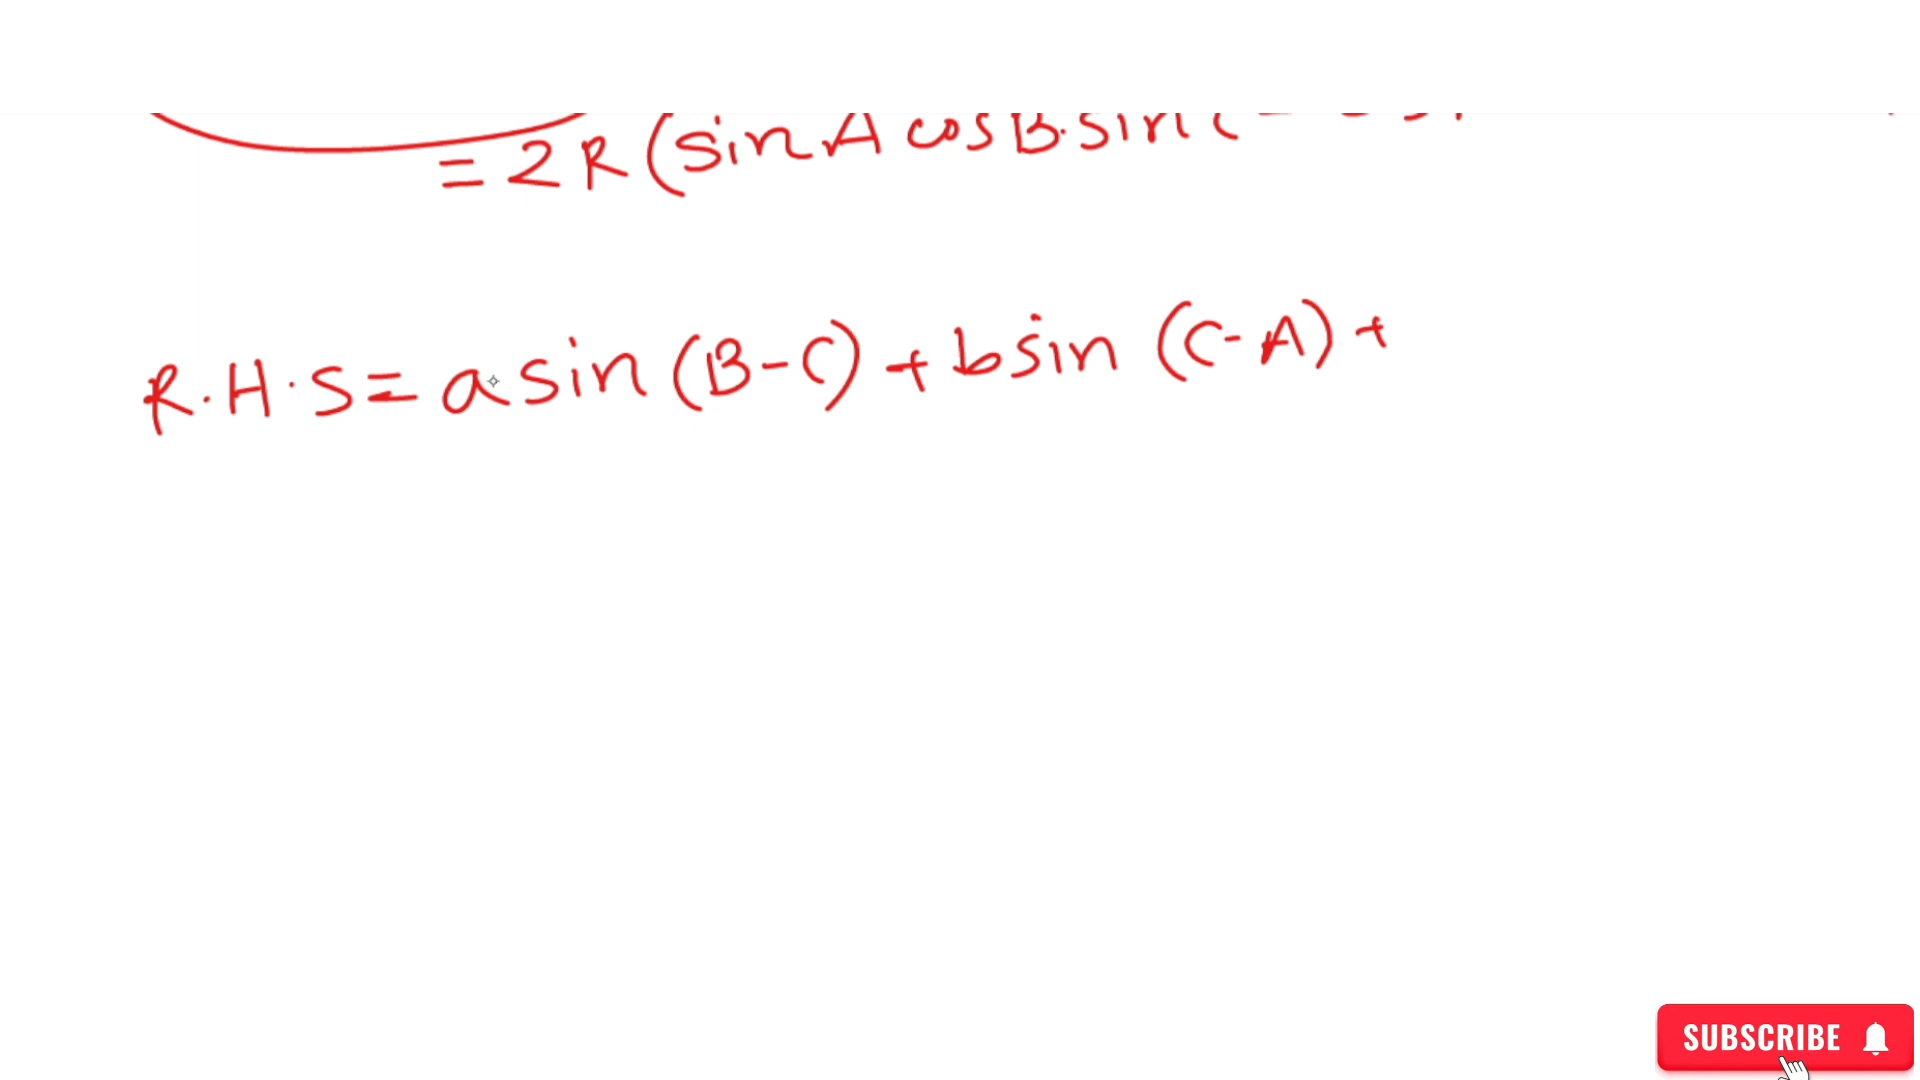 = 2R (sin A cos B. sin C -
R.H.S = a sin (B-C) + b sin (C-A) +
SUBSCRIBE